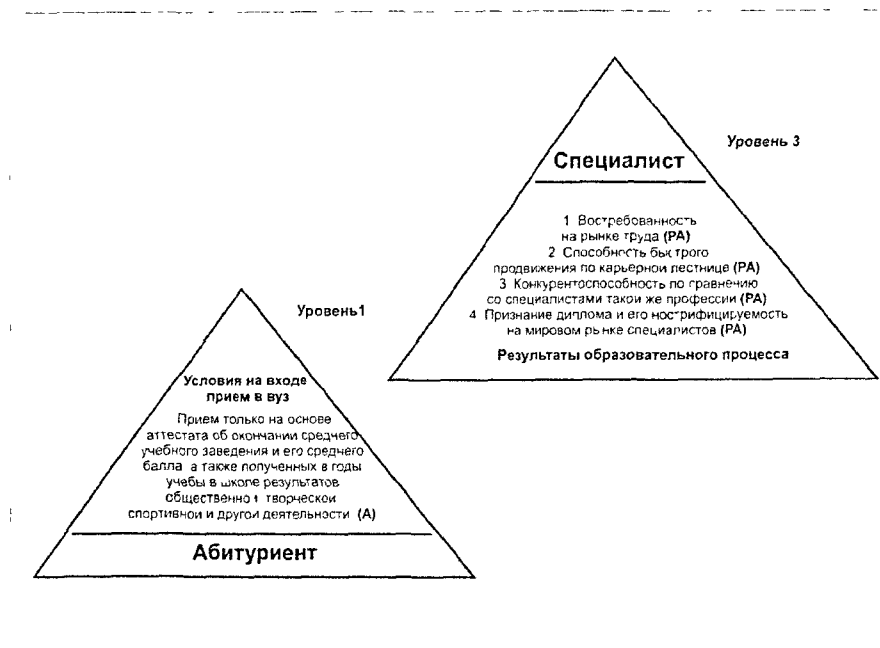 Уровень 3
Специалист
1 Востребованность
на рынке труда (РА)
2 Способность быстрого
продвижения по карьерной лестнице (РА)
3 Конкурентоспособность по сравнению
со специалистами такой же профессии (РА)
4 Признание диплома и его нострифицируемость
на мировом рынке специалистов (РА)
Результаты образовательного процесса
Уровень1
Условия на входе
прием в вуз
Прием только на основе
аттестата об окончании среднего
учебного заведения и его среднего
балла а также полученных в годы
учебы в школе результатов
общественной творческой
спортивной и другой деятельности (А)
Абитуриент